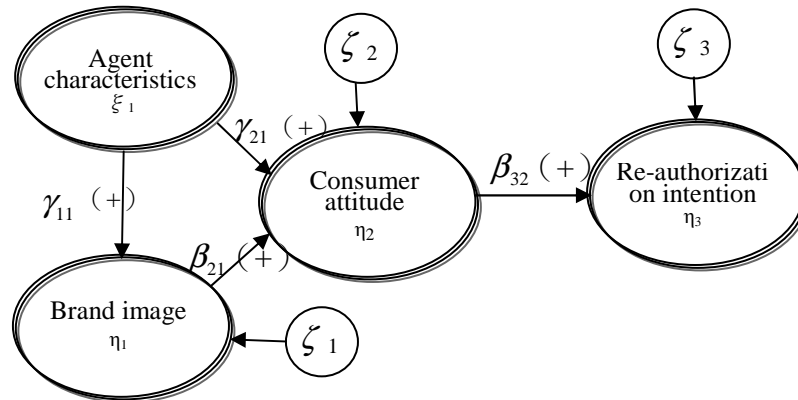 Agent
characteristics
ξ 1
ζ 2
ζ 3
γ21 (+)
Consumer
attitude
η2
β32 (+)
Re-authorizati
on intention
η3
γ11 (+)
β21 (+)
Brand image
η1
ζ 1